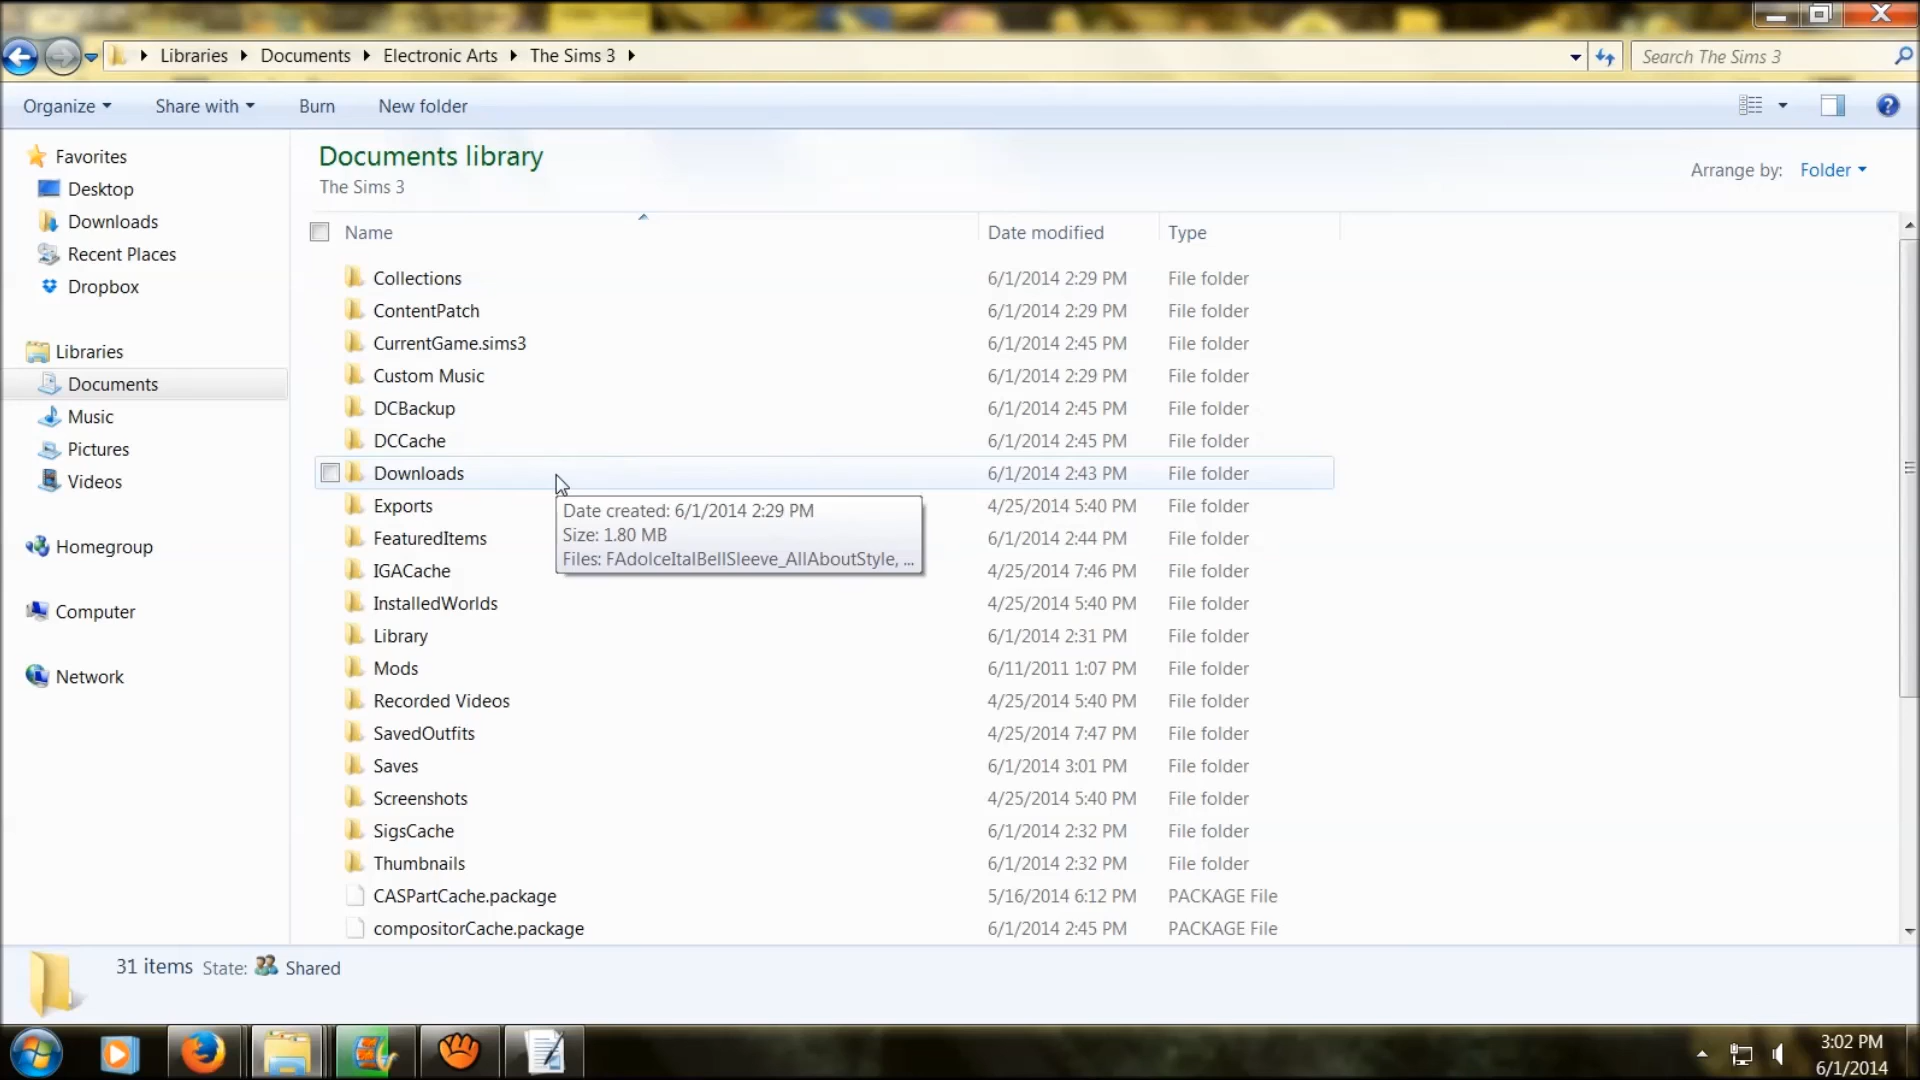 Libraries Documents Electronic Arts The Sims 3 Search The Sims 3
Organize Share with Burn New folder
Favorites
Desktop
Downloads
Recent Places
Dropbox
Libraries
Documents
Music
Pictures
Videos
Homegroup
Computer
Network
Documents library
The Sims 3
Arrange by: Folder
Name Date modified Type
Collections 6/1/2014 2:29 PM File folder
ContentPatch 6/1/2014 2:29 PM File folder
CurrentGame.sims3 6/1/2014 2:45 PM File folder
Custom Music 6/1/2014 2:29 PM File folder
DCBackup 6/1/2014 2:45 PM File folder
DCCache 6/1/2014 2:45 PM File folder
Downloads 6/1/2014 2:43 PM File folder
Exports 4/25/2014 5:40 PM File folder
FeaturedItems 6/1/2014 2:44 PM File folder
IGACache 4/25/2014 7:46 PM File folder
InstalledWorlds 4/25/2014 5:40 PM File folder
Library 6/1/2014 2:31 PM File folder
Mods 6/11/2011 1:07 PM File folder
Recorded Videos 4/25/2014 5:40 PM File folder
SavedOutfits 4/25/2014 7:47 PM File folder
Saves 6/1/2014 3:01 PM File folder
Screenshots 4/25/2014 5:40 PM File folder
SigsCache 6/1/2014 2:32 PM File folder
Thumbnails 6/1/2014 2:32 PM File folder
CASPartCache.package 5/16/2014 6:12 PM PACKAGE File
compositorCache.package 6/1/2014 2:45 PM PACKAGE File
Date created: 6/1/2014 2:29 PM
Size: 1.80 MB
Files: FAdolceItalBellSleeve_AllAboutStyle, ...
31 items State: Shared
3:02 PM
6/1/2014